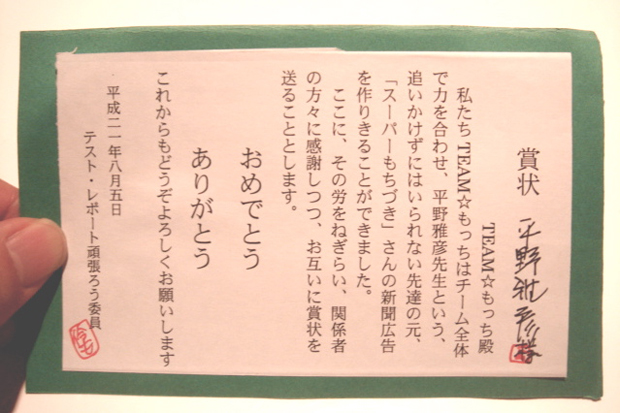 賞状 平野雅彦様
TEAM☆もっち殿
私たち TEAM☆もっちはチーム全体
で力を合わせ、平野雅彦先生という、
追いかけずにはいられない先達の元、
「スーパーもちづき」さんの新聞広告
を作りきることができました。
ここに、その労をねぎらい、関係者
の方々に感謝しつつ、お互いに賞状を
送ることとします。
おめでとう
ありがとう
これからもどうぞよろしくお願いします
平成二一年八月五日
テスト・レポート頑張ろう委員